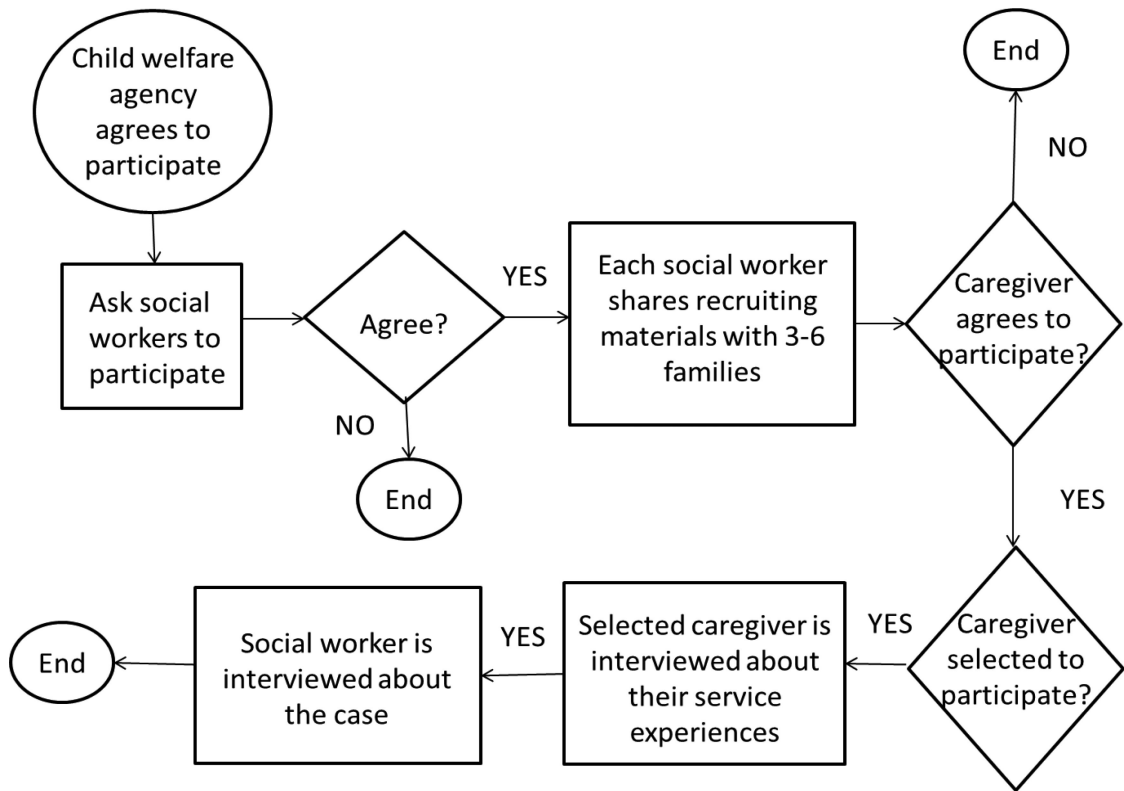 Child welfare
agency
agrees to
participate
Ask social
workers to
participate
Agree?
YES
NO
End
Each social worker
shares recruiting
materials with 3-6
families
Caregiver
agrees to
participate?
NO
End
YES
Caregiver
selected to
participate?
YES
Selected caregiver is
interviewed about
their service
experiences
YES
Social worker is
interviewed about
the case
End